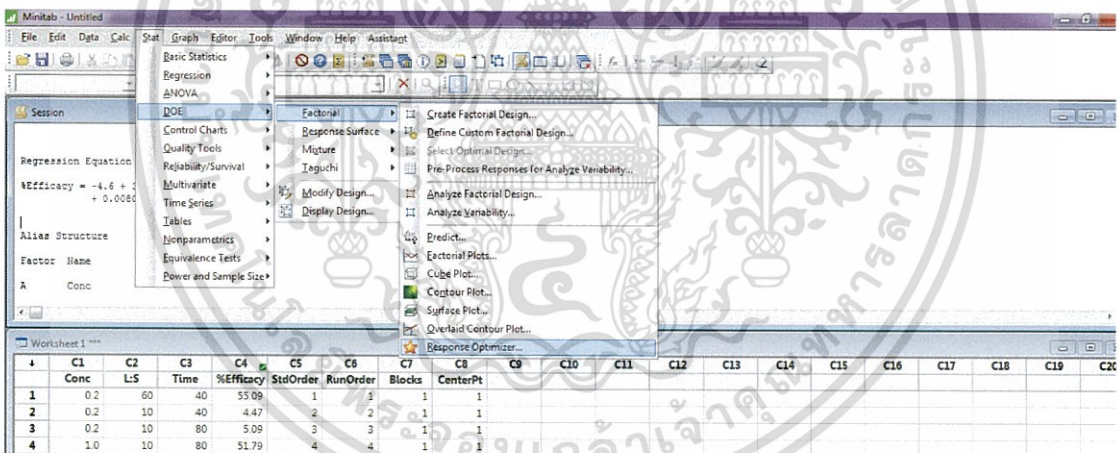 Minitab - Untitled
File Edit Data Calc Stat Graph Editor Tools Window Help Assistant
Basic Statistics
Regression
ANOVA
DOE
Control Charts
Quality Tools
Reliability/Survival
Multivariate
Time Series
Tables
Nonparametrics
Equivalence Tests
Power and Sample Size
Factorial
Response Surface
Mixture
Taguchi
Modify Design...
Display Design...
Create Factorial Design...
Define Custom Factorial Design...
Select Optimal Design...
Pre-Process Responses for Analyze Variability...
Analyze Factorial Design...
Analyze Variability...
Predict...
Factorial Plots...
Cube Plot...
Contour Plot...
Surface Plot...
Overlaid Contour Plot...
Response Optimizer...
Session
Regression Equation
%Efficacy = -4.6 +
+ 0.008
Alias Structure
Factor Name
A Conc
Worksheet 1 ***
C1 C2 C3 C4 C5 C6 C7 C8 C9 C10 C11 C12 C13 C14 C15 C16 C17 C18 C19 C20
Conc L:S Time %Efficacy StdOrder RunOrder Blocks CenterPt
1 0.2 60 40 55.09 1 1 1 1
2 0.2 10 40 4.47 2 2 1 1
3 0.2 10 80 5.09 3 3 1 1
4 1.0 10 80 51.79 4 4 1 1